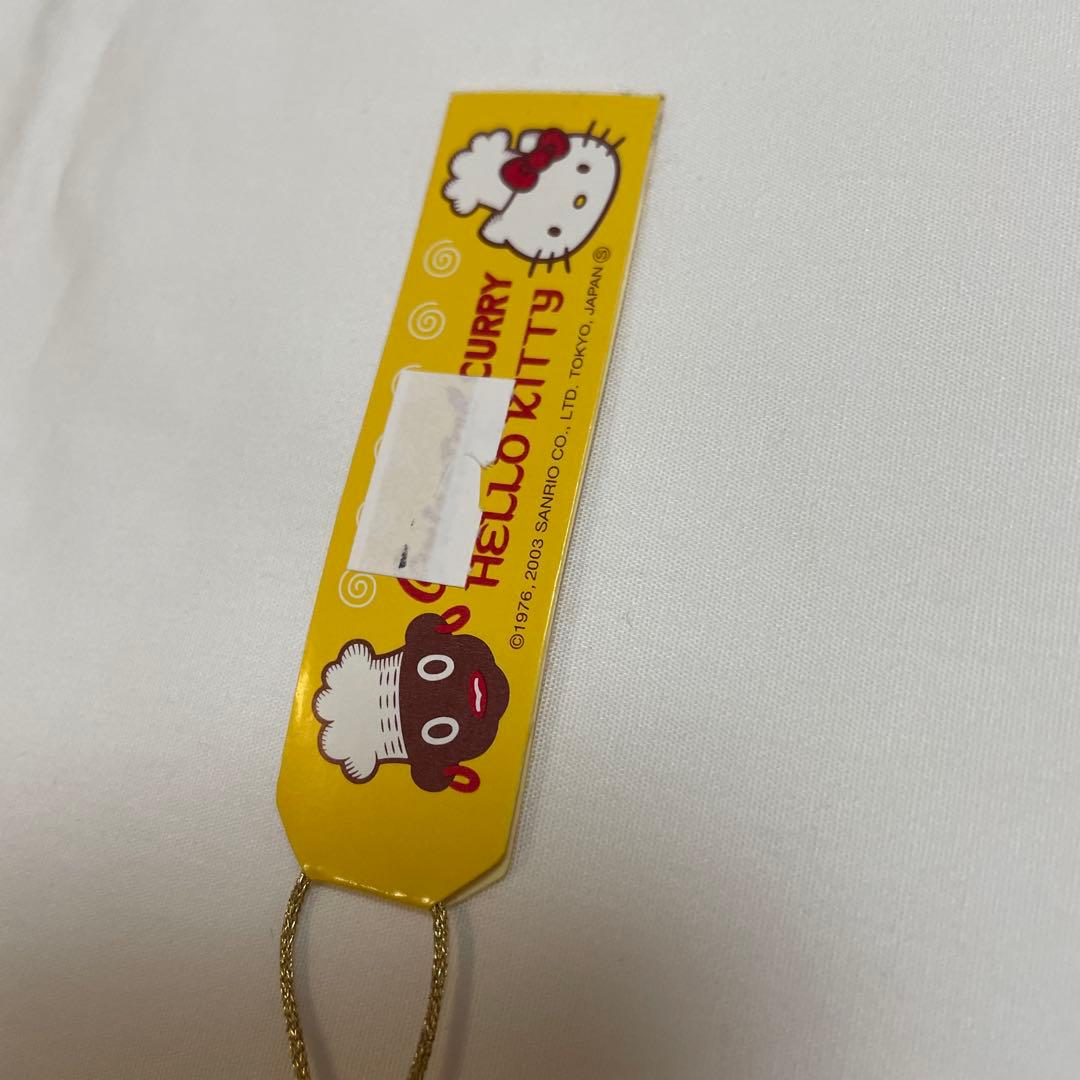 CURRY
HELLO KITTY
©1976, 2003 SANRIO CO., LTD. TOKYO, JAPAN Ⓢ